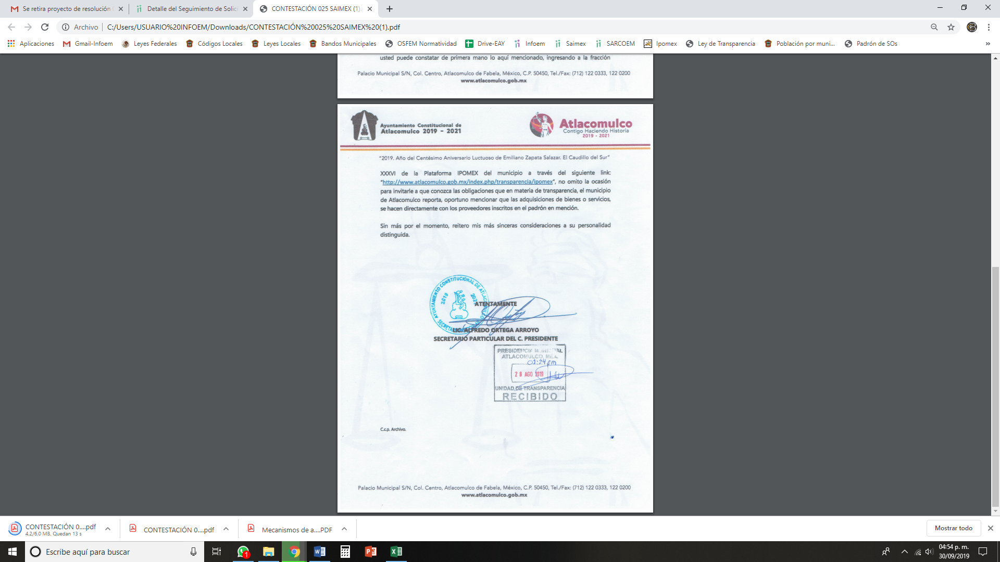 Se retira proyecto de resolución
Detalle del Seguimiento de Solici
CONTESTACIÓN 025 SAIMEX (1).
Archivo | C:/Users/USUARIO%20INFOEM/Downloads/CONTESTACIÓN%20025%20SAIMEX%20(1).pdf
Aplicaciones Gmail-Infoem Leyes Federales Códigos Locales Leyes Locales Bandos Municipales OSFEM Normatividad Drive-EAY Infoem Saimex SARCOEM Ipomex Ley de Transparencia Población por muni... Padrón de SOs »
usted puede constatar de primera mano lo aquí mencionado, ingresando a la fracción
Palacio Municipal S/N, Col. Centro, Atlacomulco de Fabela, México, C.P. 50450, Tel./Fax: (712) 122 0333, 122 0200
www.atlacomulco.gob.mx
Ayuntamiento Constitucional de
Atlacomulco 2019 - 2021
Atlacomulco
Contigo Haciendo Historia
2019 - 2021
"2019. Año del Centésimo Aniversario Luctuoso de Emiliano Zapata Salazar. El Caudillo del Sur"
XXXVI de la Plataforma IPOMEX del municipio a través del siguiente link:
"http://www.atlacomulco.gob.mx/index.php/transparencia/ipomex", no omito la ocasión
para invitarle a que conozca las obligaciones que en materia de transparencia, el municipio
de Atlacomulco reporta, oportuno mencionar que las adquisiciones de bienes o servicios,
se hacen directamente con los proveedores inscritos en el padrón en mención.
Sin más por el momento, reitero mis más sinceras consideraciones a su personalidad
distinguida.
AYUNTAMIENTO CONSTITUCIONAL DE
2019 2021
ATENTAMENTE
LIC. ALFREDO ORTEGA ARROYO
SECRETARIO PARTICULAR DEL C. PRESIDENTE
PRESIDENCIA MUNICIPAL
ATLACOMULCO, MEX.
01:24 pm
28 AGO 2019
UNIDAD DE TRANSPARENCIA
RECIBIDO
C.c.p. Archivo.
Palacio Municipal S/N, Col. Centro, Atlacomulco de Fabela, México, C.P. 50450, Tel./Fax: (712) 122 0333, 122 0200
www.atlacomulco.gob.mx
CONTESTACIÓN 0....pdf
4,2/6,0 MB, Quedan 13 s
CONTESTACIÓN 0....pdf
Mecanismos de a....PDF
Mostrar todo
Escribe aquí para buscar
1
04:54 p. m.
30/09/2019